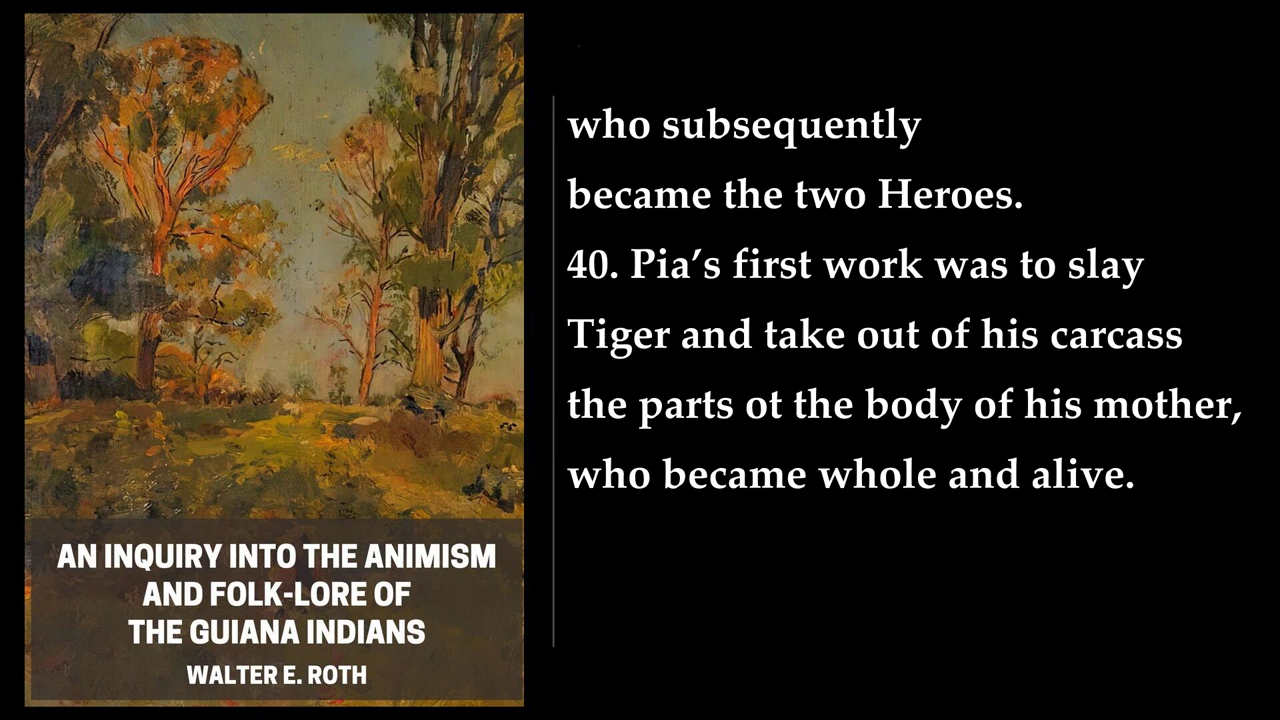 who subsequently
became the two Heroes.
40. Pia’s first work was to slay
Tiger and take out of his carcass
the parts ot the body of his mother,
who became whole and alive.
AN INQUIRY INTO THE ANIMISM
AND FOLK-LORE OF
THE GUIANA INDIANS
WALTER E. ROTH